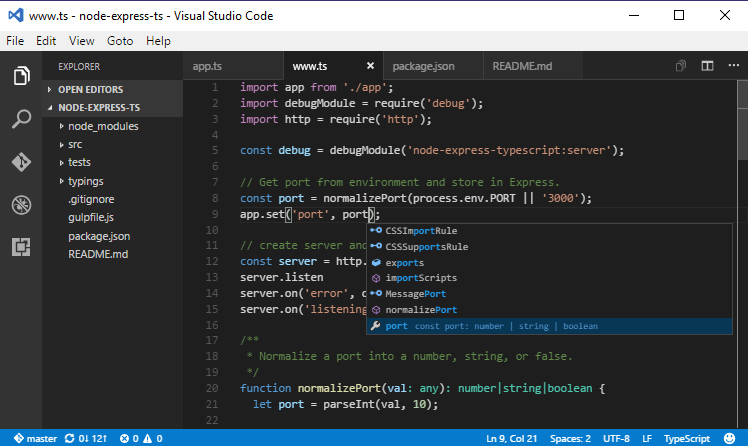 www.ts - node-express-ts - Visual Studio Code
File Edit View Goto Help
EXPLORER
OPEN EDITORS
NODE-EXPRESS-TS
node_modules
src
tests
typings
.gitignore
gulpfile.js
package.json
README.md
app.ts www.ts × package.json README.md ...
1 import app from './app';
2 import debugModule = require('debug');
3 import http = require('http');
4
5 const debug = debugModule('node-express-typescript:server');
6
7 // Get port from environment and store in Express.
8 const port = normalizePort(process.env.PORT || '3000');
9 app.set('port', port);
10
11 // create server and
12 const server = http.
13 server.listen
14 server.on('error',
15 server.on('listening
16
17 /**
18 * Normalize a port into a number, string, or false.
19 */
20 function normalizePort(val: any): number|string|boolean {
21 let port = parseInt(val, 10);
22
CSSImportRule
CSSSupportsRule
exports
importScripts
MessagePort
normalizePort
port const port: number | string | boolean
master 0↓ 12↑ 0 0 Ln 9, Col 21 Spaces: 2 UTF-8 LF TypeScript